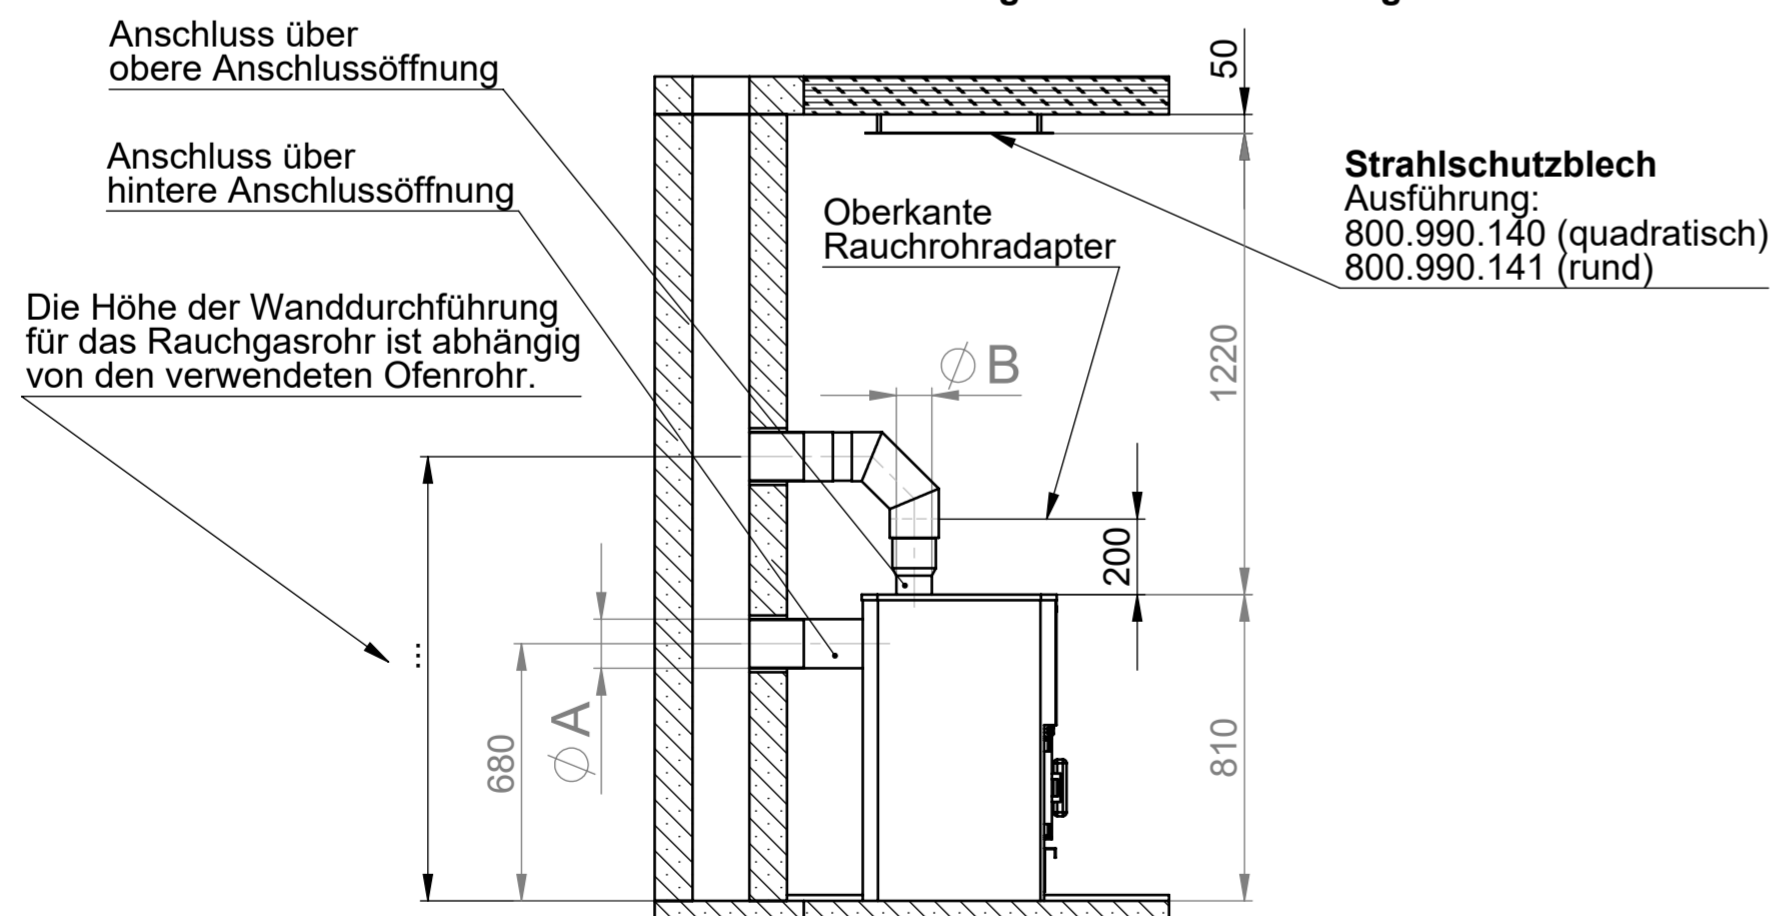 Anschluss über
obere Anschlussöffnung
50
Anschluss über
hintere Anschlussöffnung
Strahlschutzblech
Ausführung:
800.990.140 (quadratisch)
800.990.141 (rund)
Oberkante
Rauchrohradapter
Die Höhe der Wanddurchführung
für das Rauchgasrohr ist abhängig
von den verwendeten Ofenrohr.
∅ B
1220
200
...
∅ A
680
810